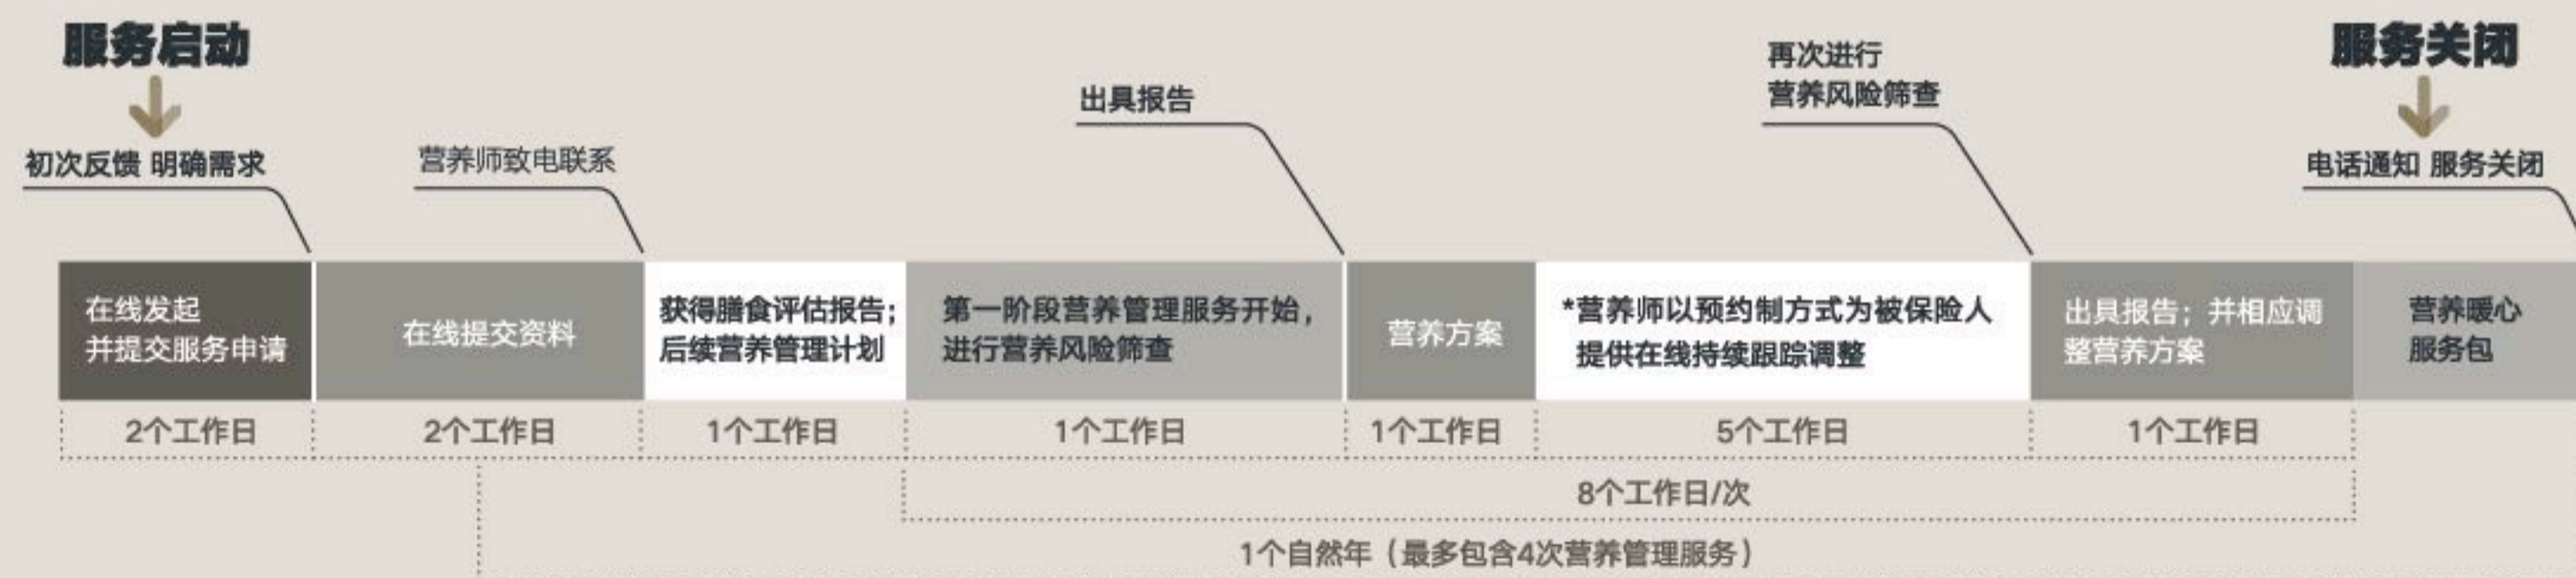 服务启动
初次反馈 明确需求
营养师致电联系
出具报告
再次进行
营养风险筛查
服务关闭
电话通知 服务关闭
在线发起
并提交服务申请
在线提交资料
获得膳食评估报告；
后续营养管理计划
第一阶段营养管理服务开始，
进行营养风险筛查
营养方案
*营养师以预约制方式为被保险人
提供在线持续跟踪调整
出具报告；并相应调
整营养方案
营养暖心
服务包
2个工作日
2个工作日
1个工作日
1个工作日
1个工作日
5个工作日
1个工作日
8个工作日/次
1个自然年（最多包含4次营养管理服务）